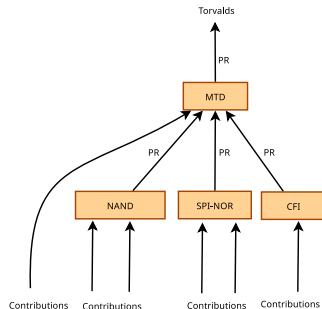 Torvalds
PR
MTD
PR
PR
PR
NAND
SPI-NOR
CFI
Contributions
Contributions
Contributions
Contributions